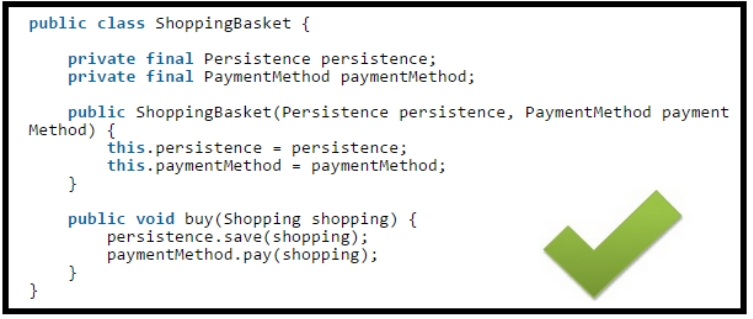 public class ShoppingBasket {
    private final Persistence persistence;
    private final PaymentMethod paymentMethod;
    public ShoppingBasket(Persistence persistence, PaymentMethod payment
Method) {
        this.persistence = persistence;
        this.paymentMethod = paymentMethod;
    }
    public void buy(Shopping shopping) {
        persistence.save(shopping);
        paymentMethod.pay(shopping);
    }
}